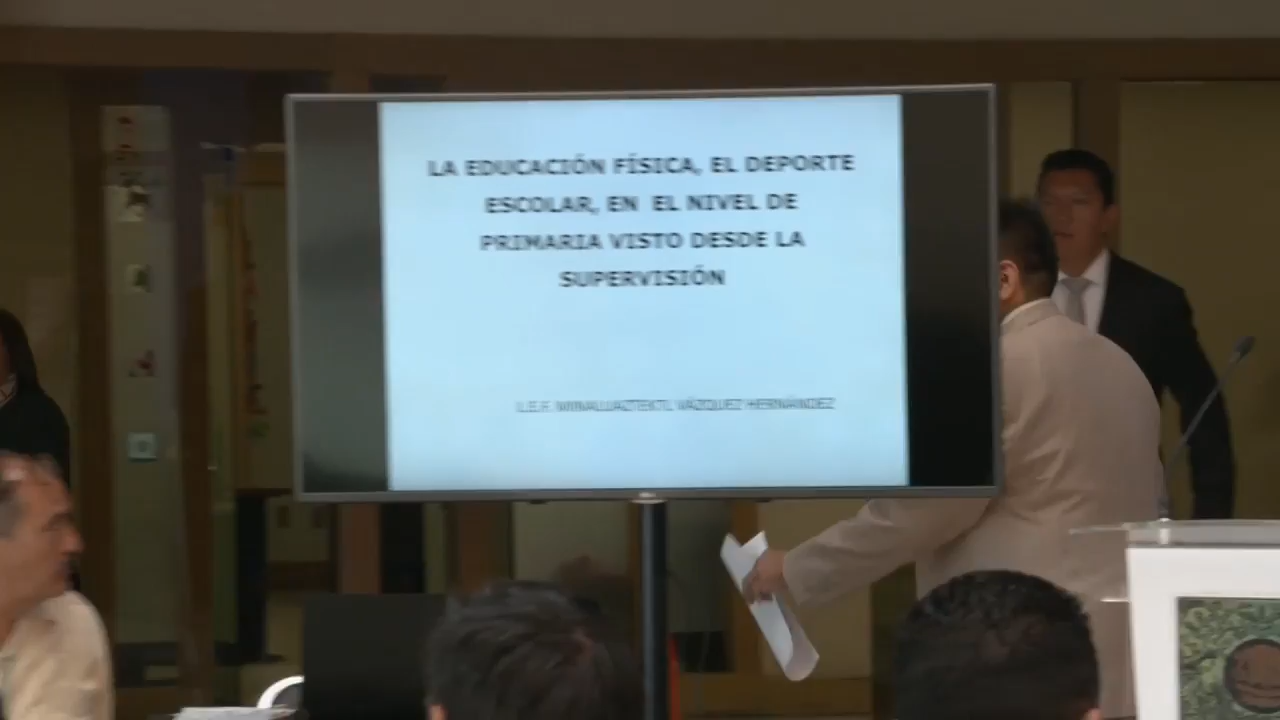 LA EDUCACIÓN FÍSICA, EL DEPORTE
ESCOLAR, EN EL NIVEL DE
PRIMARIA VISTO DESDE LA
SUPERVISIÓN
L.E.F. VÁZQUEZ HERNÁNDEZ